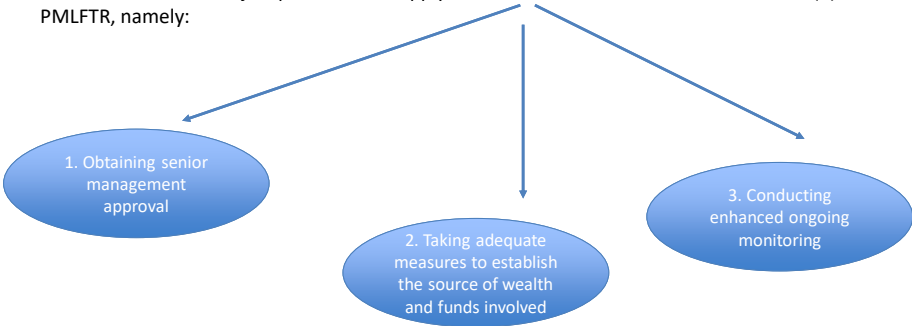 PMLFTR, namely:
1. Obtaining senior
management
approval
2. Taking adequate
measures to establish
the source of wealth
and funds involved
3. Conducting
enhanced ongoing
monitoring